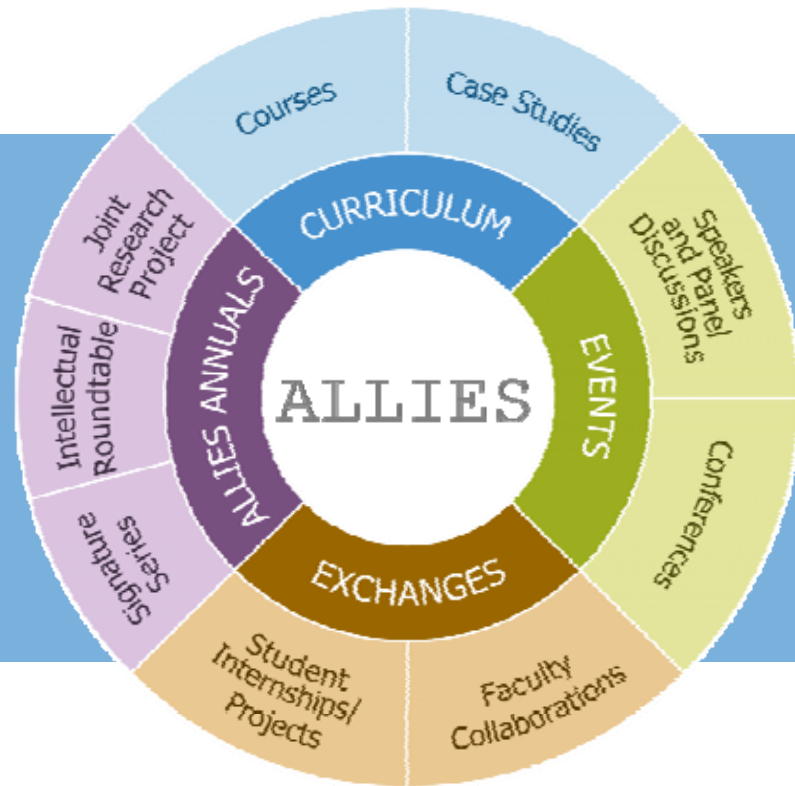 ALLIES
CURRICULUM
Courses
Case Studies
EVENTS
Speakers
and Panel
Discussions
Conferences
EXCHANGES
Faculty
Collaborations
Student
Internships/
Projects
ALLIES ANNUALS
Signature
Series
Intellectual
Roundtable
Joint
Research
Project